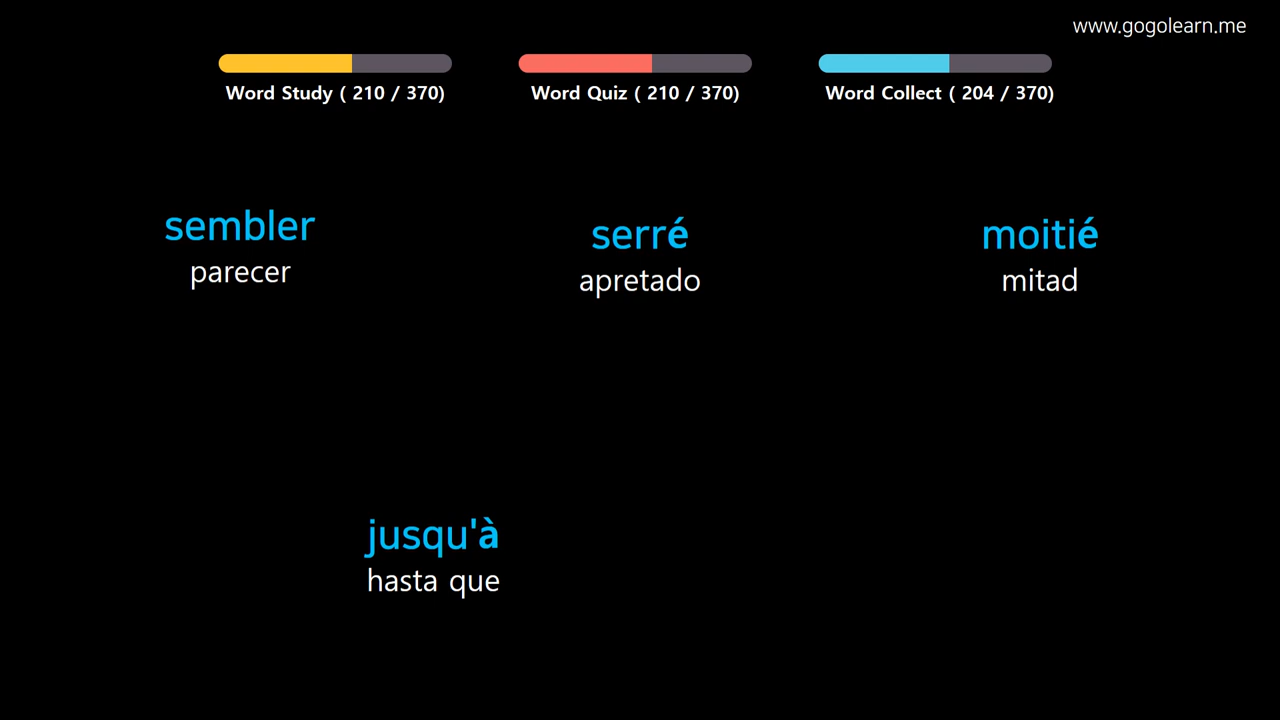 www.gogolearn.me
Word Study ( 210 / 370)
Word Quiz ( 210 / 370)
Word Collect ( 204 / 370)
sembler
parecer
serré
apretado
moitié
mitad
jusqu'à
hasta que